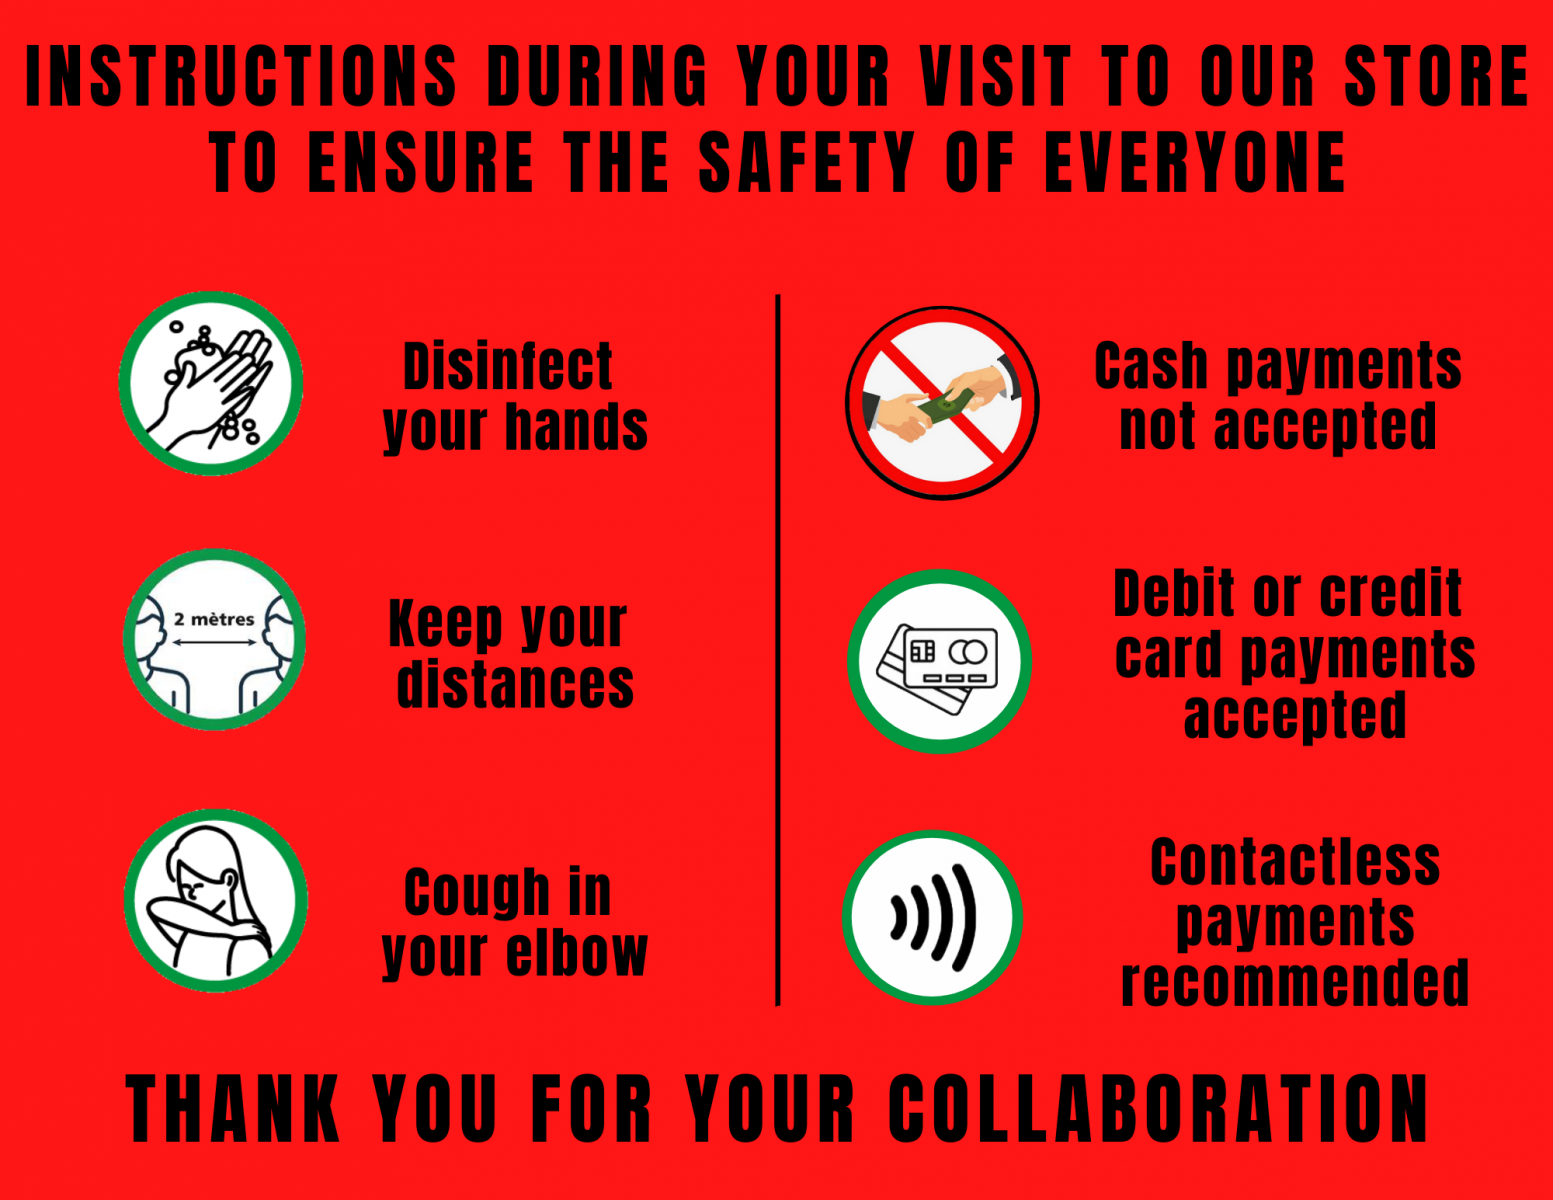 INSTRUCTIONS DURING YOUR VISIT TO OUR STORE
TO ENSURE THE SAFETY OF EVERYONE
Disinfect
your hands
2 mètres
Keep your
distances
Cough in
your elbow
Cash payments
not accepted
Debit or credit
card payments
accepted
Contactless
payments
recommended
THANK YOU FOR YOUR COLLABORATION